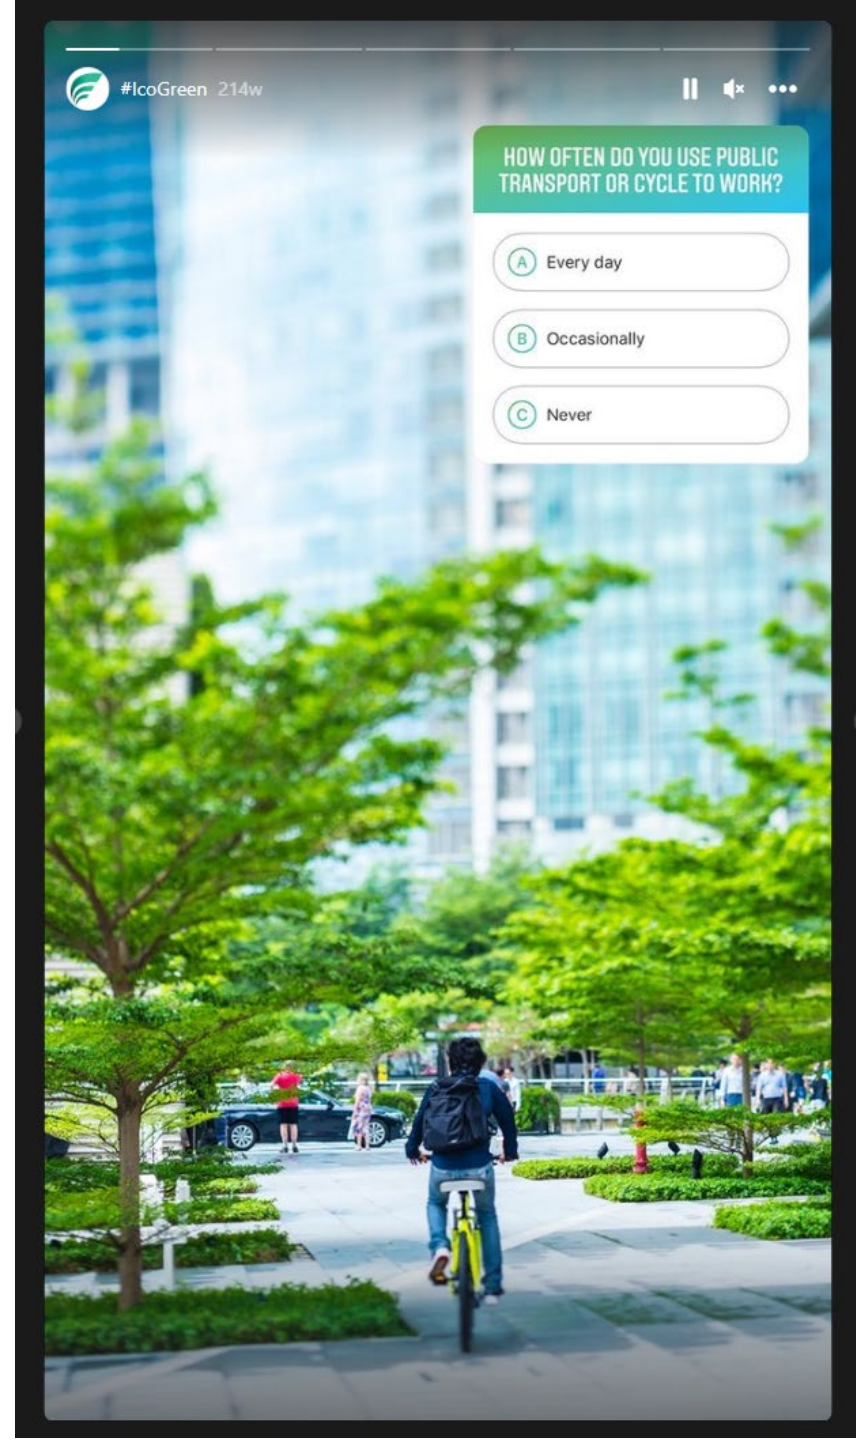 #IcoGreen 214w
HOW OFTEN DO YOU USE PUBLIC
TRANSPORT OR CYCLE TO WORK?
A Every day
B Occasionally
C Never